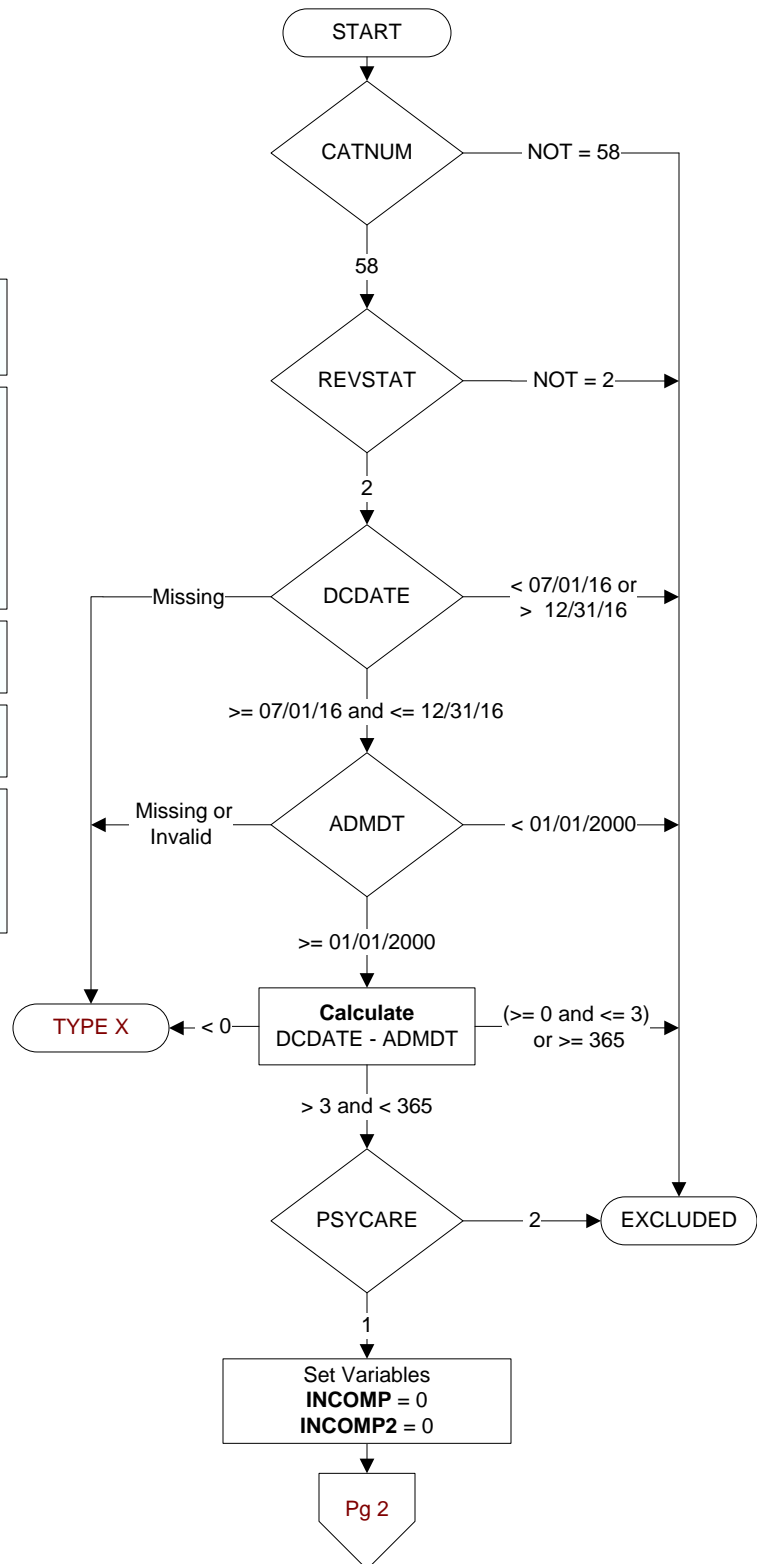 START
CATNUM
NOT = 58
58
REVSTAT
NOT = 2
2
Missing
DCDATE
< 07/01/16 or
> 12/31/16
>= 07/01/16 and <= 12/31/16
Missing or
Invalid
ADMDT
< 01/01/2000
>= 01/01/2000
TYPE X
< 0
Calculate
DCDATE - ADMDT
(>= 0 and <= 3)
or >= 365
> 3 and < 365
PSYCARE
2
EXCLUDED
1
Set Variables
INCOMP = 0
INCOMP2 = 0
Pg 2